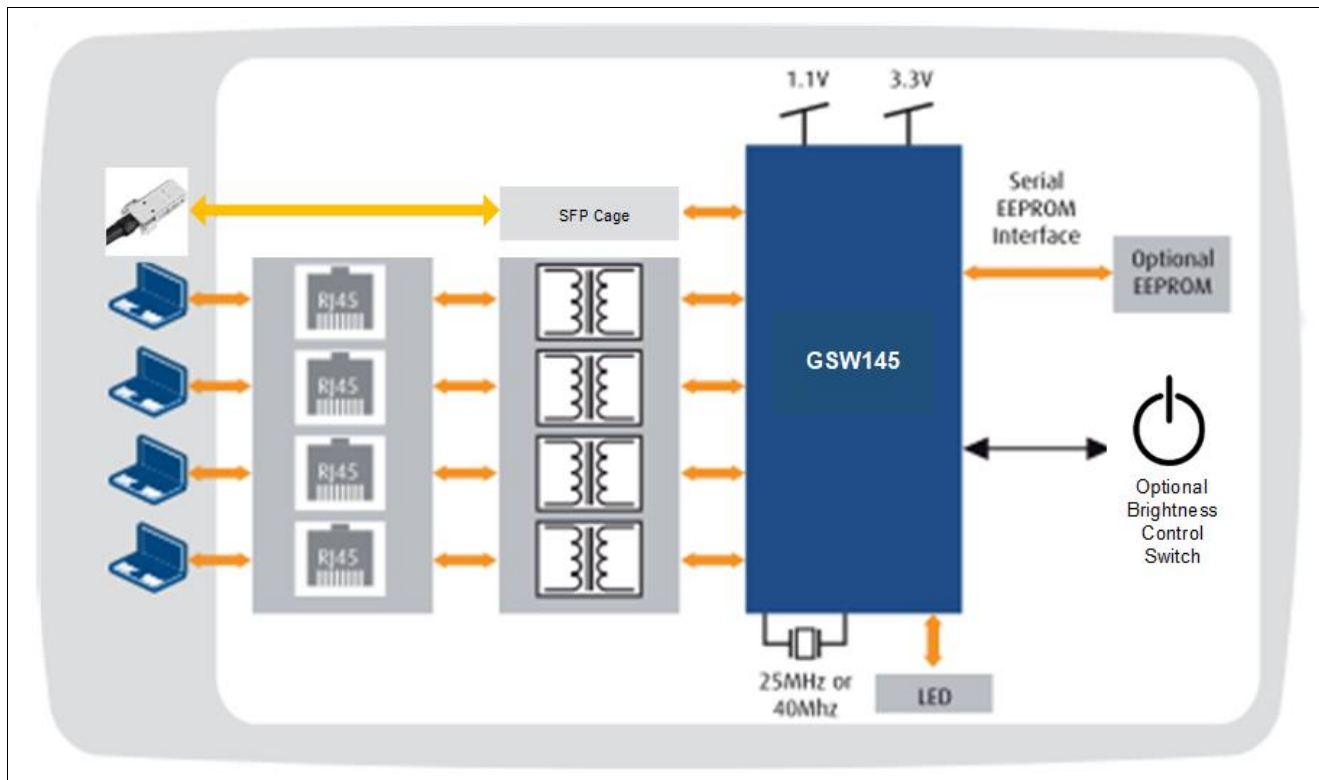 1.1V 3.3V
SFP Cage
Serial
EEPROM
Interface
Optional
EEPROM
RJ45
RJ45
RJ45
RJ45
GSW145
Optional
Brightness
Control
Switch
25MHz or
40Mhz
LED